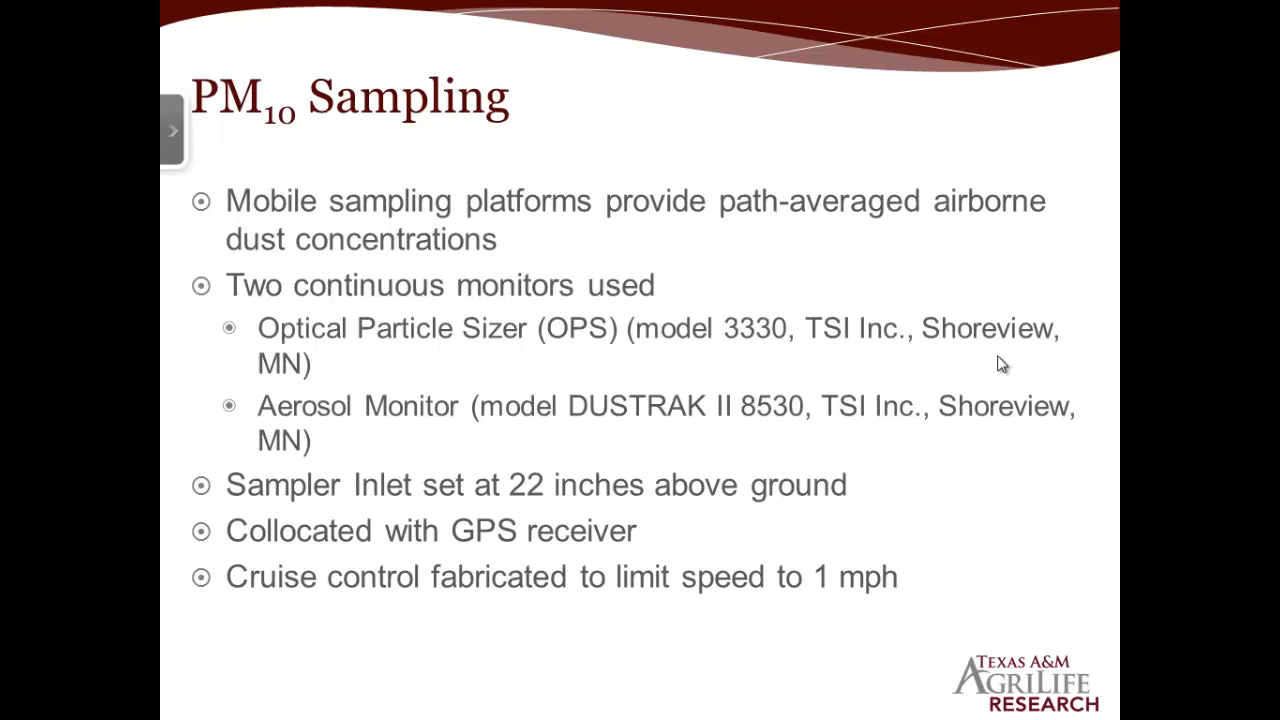 PM10 Sampling
Mobile sampling platforms provide path-averaged airborne
dust concentrations
Two continuous monitors used
Optical Particle Sizer (OPS) (model 3330, TSI Inc., Shoreview,
MN)
Aerosol Monitor (model DUSTRAK II 8530, TSI Inc., Shoreview,
MN)
Sampler Inlet set at 22 inches above ground
Collocated with GPS receiver
Cruise control fabricated to limit speed to 1 mph
TEXAS A&M
AGRILIFE
RESEARCH